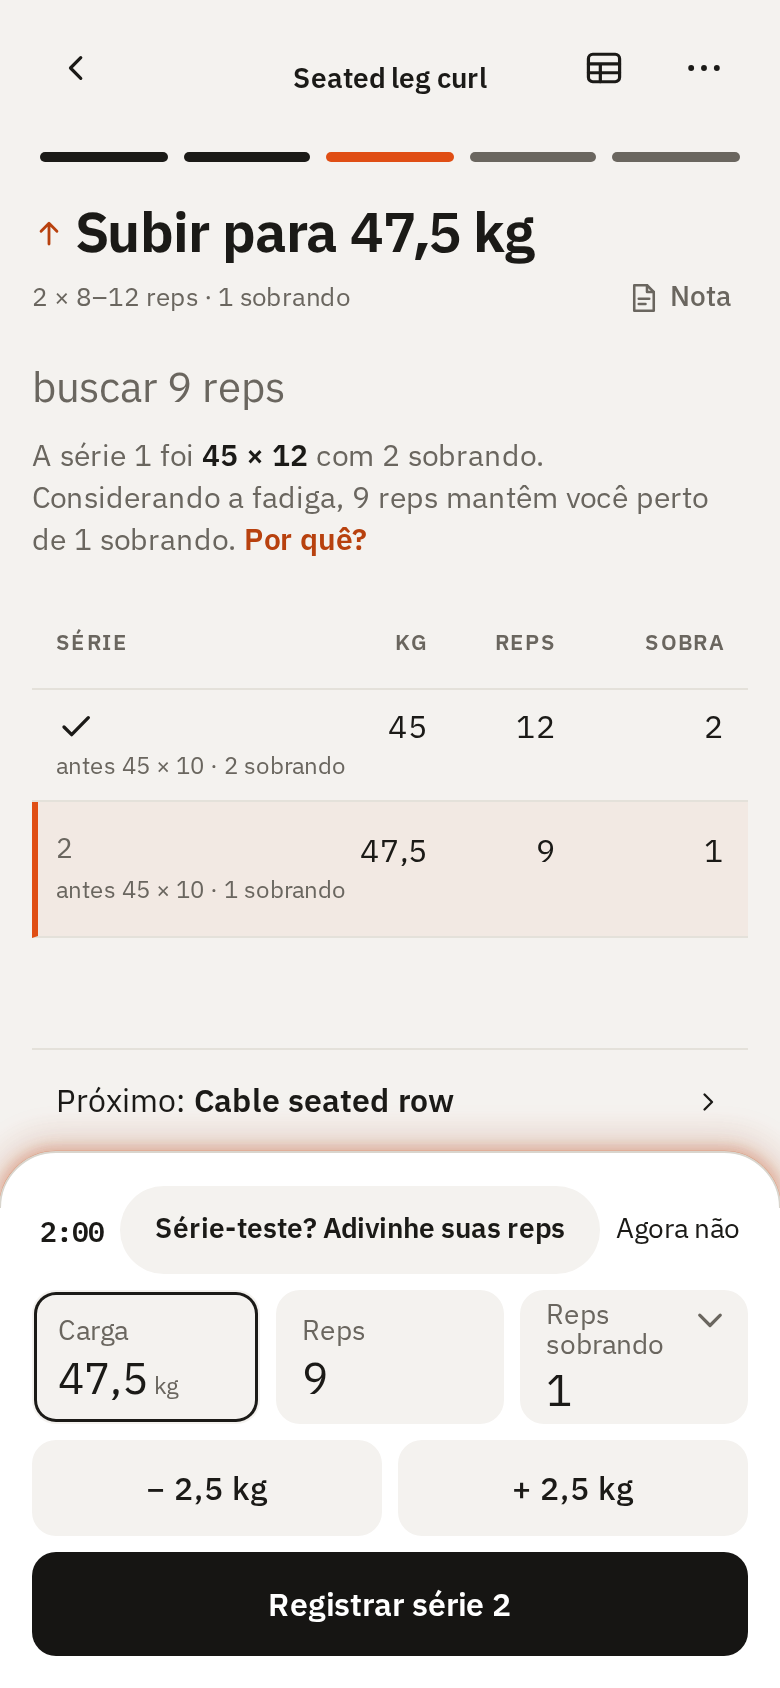 Seated leg curl
Subir para 47,5 kg
2 × 8–12 reps · 1 sobrando
Nota
buscar 9 reps
A série 1 foi 45 × 12 com 2 sobrando.
Considerando a fadiga, 9 reps mantêm você perto
de 1 sobrando. Por quê?
SÉRIE KG REPS SOBRA
45 12 2
antes 45 × 10 · 2 sobrando
2 47,5 9 1
antes 45 × 10 · 1 sobrando
Próximo: Cable seated row
2:00 Série-teste? Adivinhe suas reps Agora não
Carga
47,5 kg
Reps
9
Reps
sobrando
1
− 2,5 kg
+ 2,5 kg
Registrar série 2